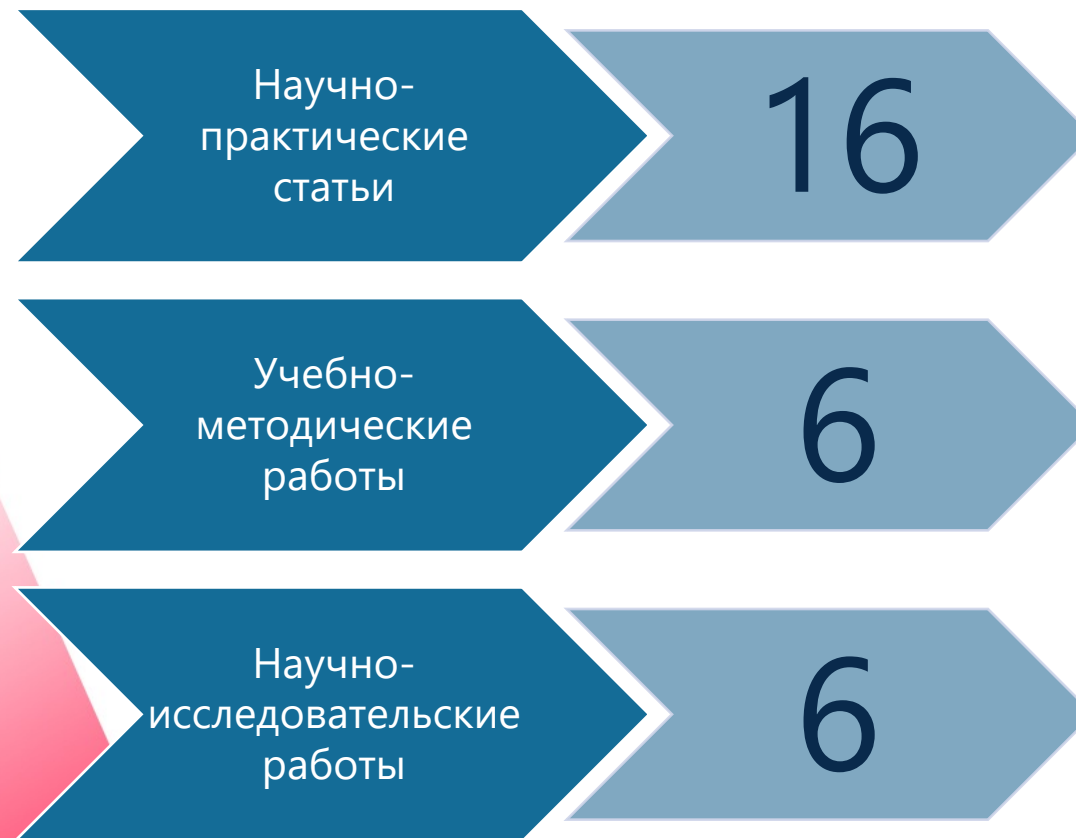 Научно-
практические
статьи
16
Учебно-
методические
работы
6
Научно-
исследовательские
работы
6